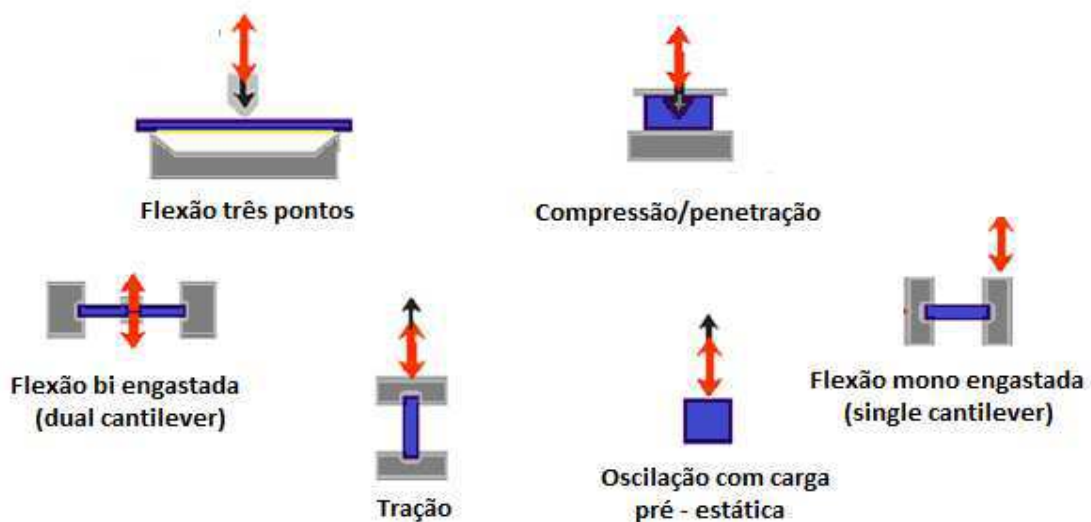 Flexão três pontos
Compressão/penetração
Flexão bi engastada
(dual cantilever)
Tração
Oscilação com carga
pré - estática
Flexão mono engastada
(single cantilever)